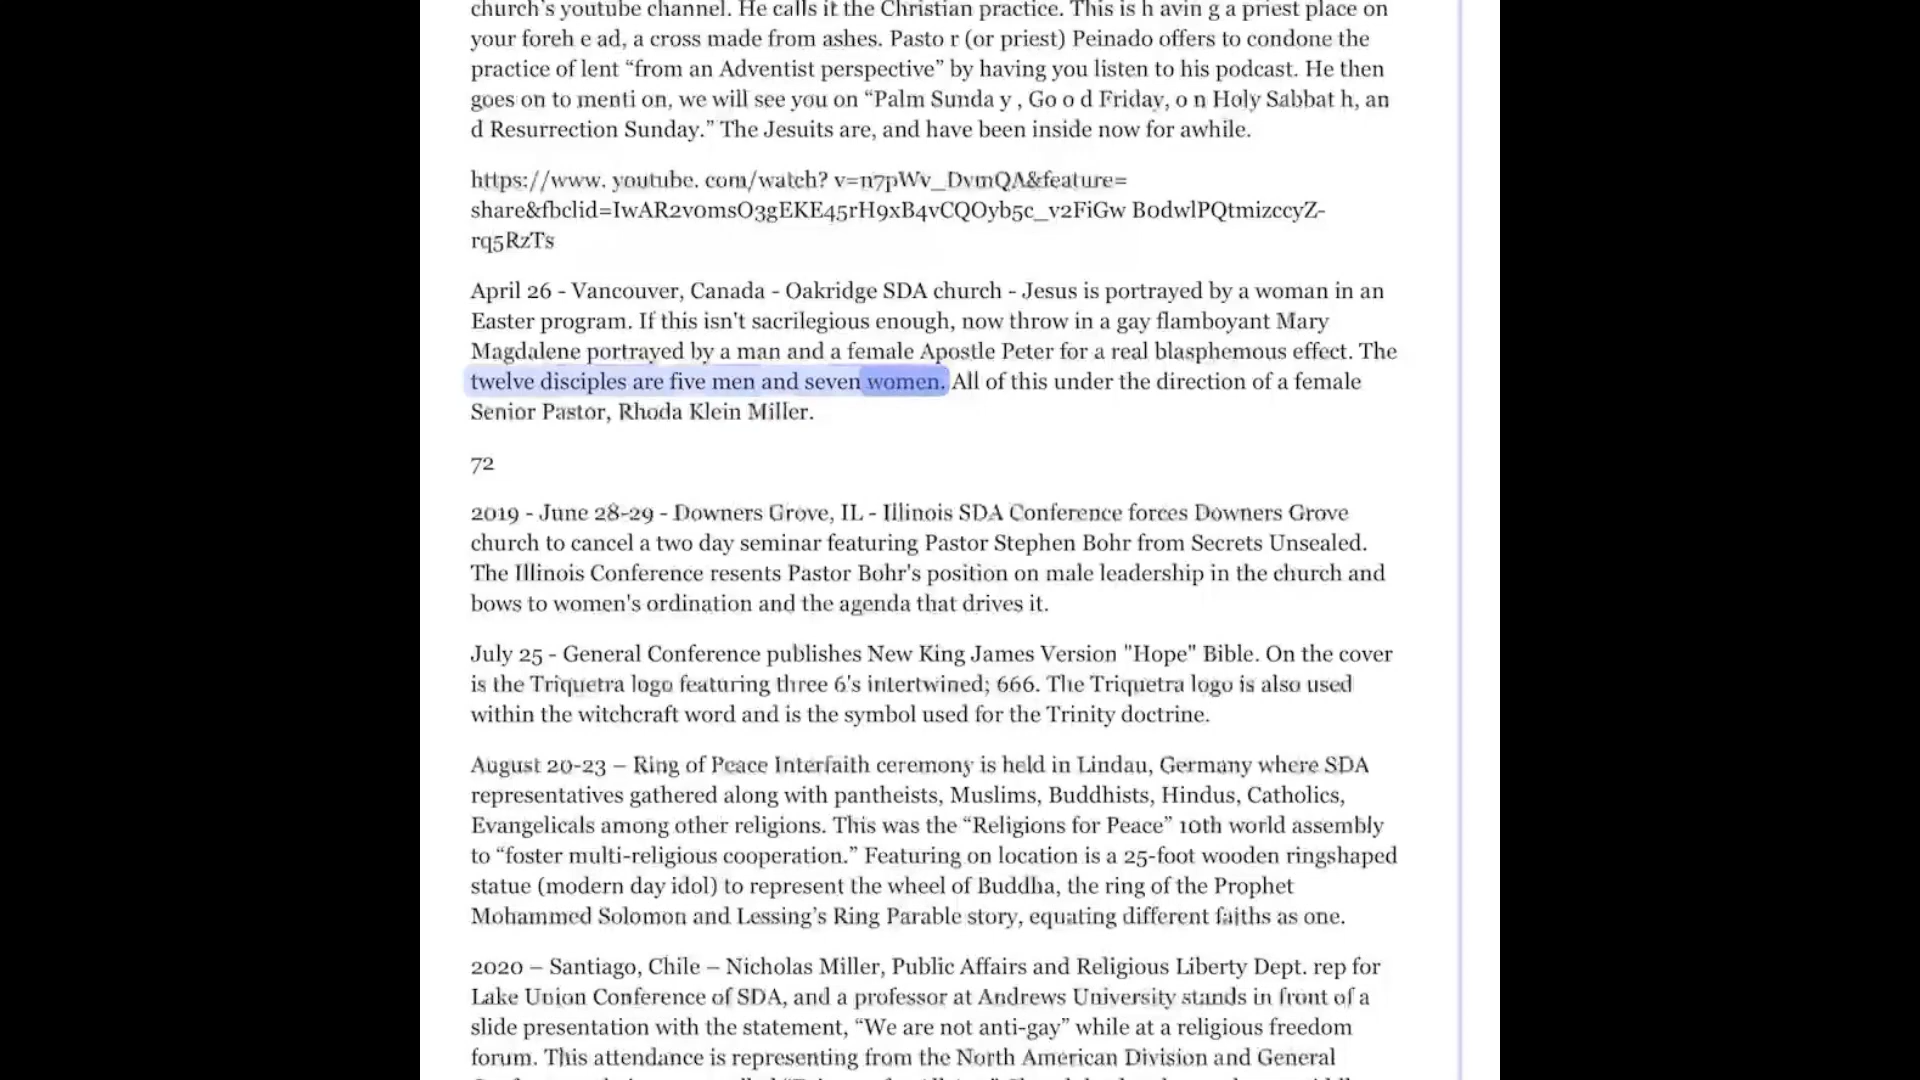 church's youtube channel. He calls it the Christian practice. This is h avin g a priest place on
your foreh e ad, a cross made from ashes. Pasto r (or priest) Peinado offers to condone the
practice of lent “from an Adventist perspective” by having you listen to his podcast. He then
goes on to menti on, we will see you on “Palm Sunda y , Go o d Friday, o n Holy Sabbat h, an
d Resurrection Sunday.” The Jesuits are, and have been inside now for awhile.
https://www. youtube. com/watch? v=n7pWv_DvmQA&feature=
share&fbclid=IwAR2v0msO3gEKE45rH9xB4vCQOyb5c_v2FiGw BodwlPQtmizccyZ-
rq5RzTs
April 26 - Vancouver, Canada - Oakridge SDA church - Jesus is portrayed by a woman in an
Easter program. If this isn't sacrilegious enough, now throw in a gay flamboyant Mary
Magdalene portrayed by a man and a female Apostle Peter for a real blasphemous effect. The
twelve disciples are five men and seven women. All of this under the direction of a female
Senior Pastor, Rhoda Klein Miller.
72
2019 - June 28-29 - Downers Grove, IL - Illinois SDA Conference forces Downers Grove
church to cancel a two day seminar featuring Pastor Stephen Bohr from Secrets Unsealed.
The Illinois Conference resents Pastor Bohr's position on male leadership in the church and
bows to women's ordination and the agenda that drives it.
July 25 - General Conference publishes New King James Version "Hope" Bible. On the cover
is the Triquetra logo featuring three 6's intertwined; 666. The Triquetra logo is also used
within the witchcraft word and is the symbol used for the Trinity doctrine.
August 20-23 – Ring of Peace Interfaith ceremony is held in Lindau, Germany where SDA
representatives gathered along with pantheists, Muslims, Buddhists, Hindus, Catholics,
Evangelicals among other religions. This was the “Religions for Peace” 10th world assembly
to “foster multi-religious cooperation.” Featuring on location is a 25-foot wooden ringshaped
statue (modern day idol) to represent the wheel of Buddha, the ring of the Prophet
Mohammed Solomon and Lessing's Ring Parable story, equating different faiths as one.
2020 – Santiago, Chile – Nicholas Miller, Public Affairs and Religious Liberty Dept. rep for
Lake Union Conference of SDA, and a professor at Andrews University stands in front of a
slide presentation with the statement, “We are not anti-gay” while at a religious freedom
forum. This attendance is representing from the North American Division and General